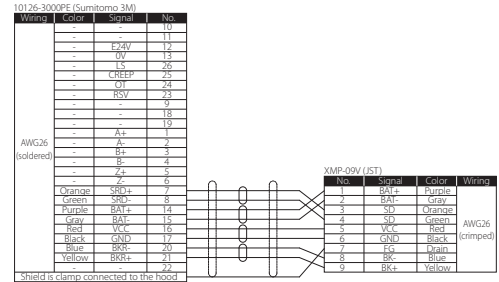 10126-3000PE (Sumitomo 3M)
Wiring Color Signal No.
- - 10
- - 11
- E24V 12
- 0V 13
- LS 26
- CREEP 25
- OT 24
- RSV 23
- - 9
- - 18
- - 19
- A+ 1
- A- 2
- B+ 3
- B- 4
- Z+ 5
- Z- 6
Orange SRD+ 7
Green SRD- 8
Purple BAT+ 14
Gray BAT- 15
Red VCC 16
Black GND 17
Blue BKR- 20
Yellow BKR+ 21
- - 22
AWG26
(soldered)
Shield is clamp connected to the hood
XMP-09V (JST)
No. Signal Color Wiring
1 BAT+ Purple
2 BAT- Gray
3 SD Orange
4 SD Green
5 VCC Red
6 GND Black
7 FG Drain
8 BK- Blue
9 BK+ Yellow
AWG26
(crimped)